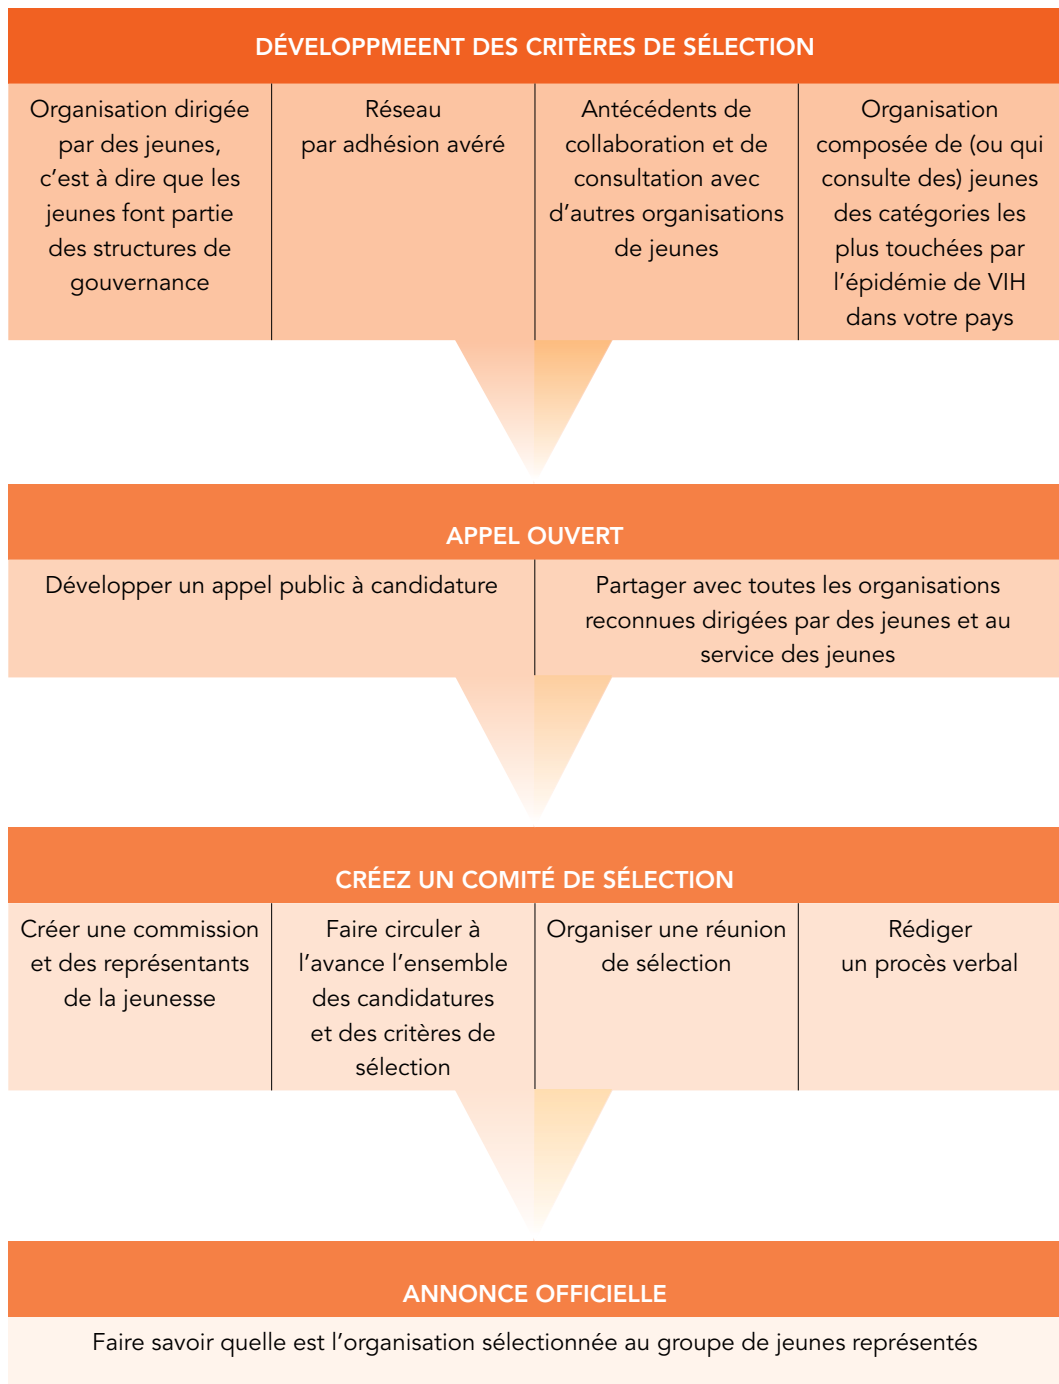 DÉVELOPPMEENT DES CRITÈRES DE SÉLECTION
Organisation dirigée
par des jeunes,
c'est à dire que les
jeunes font partie
des structures de
gouvernance
Réseau
par adhésion avéré
Antécédents de
collaboration et de
consultation avec
d'autres organisations
de jeunes
Organisation
composée de (ou qui
consulte des) jeunes
des catégories les
plus touchées par
l'épidémie de VIH
dans votre pays
APPEL OUVERT
Développer un appel public à candidature
Partager avec toutes les organisations
reconnues dirigées par des jeunes et au
service des jeunes
CRÉEZ UN COMITÉ DE SÉLECTION
Créer une commission
et des représentants
de la jeunesse
Faire circuler à
l'avance l'ensemble
des candidatures
et des critères de
sélection
Organiser une réunion
de sélection
Rédiger
un procès verbal
ANNONCE OFFICIELLE
Faire savoir quelle est l'organisation sélectionnée au groupe de jeunes représentés